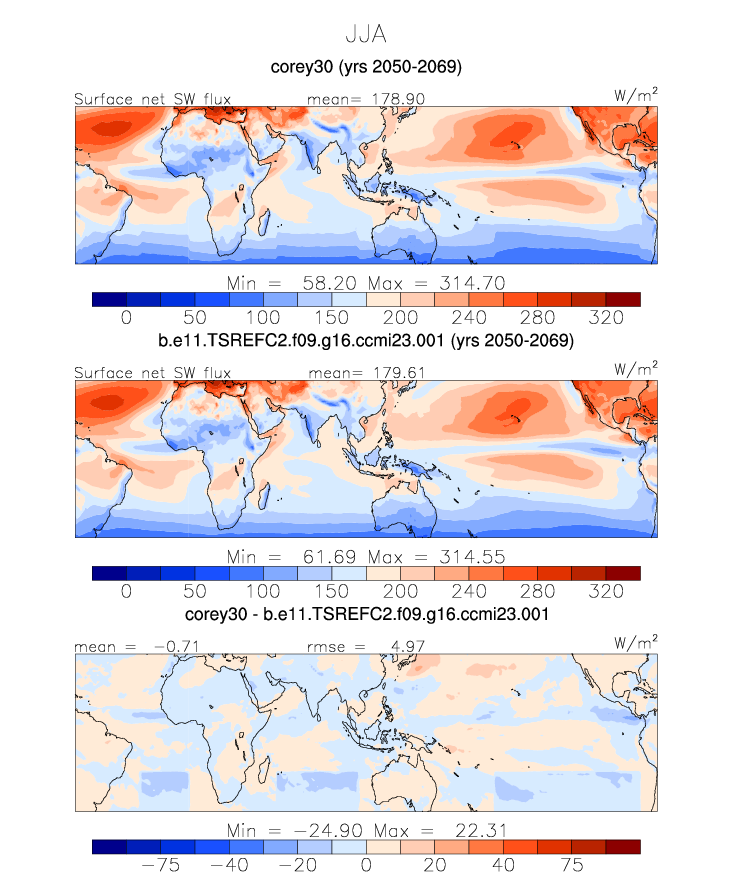 JJA
corey30 (yrs 2050-2069)
Surface net SW flux mean= 178.90 W/m²
Min = 58.20 Max = 314.70
0 50 100 150 200 240 280 320
b.e11.TSREFC2.f09.g16.ccmi23.001 (yrs 2050-2069)
Surface net SW flux mean= 179.61 W/m²
Min = 61.69 Max = 314.55
0 50 100 150 200 240 280 320
corey30 - b.e11.TSREFC2.f09.g16.ccmi23.001
mean = -0.71 rmse = 4.97 W/m²
Min = -24.90 Max = 22.31
-75 -40 -20 0 20 40 75